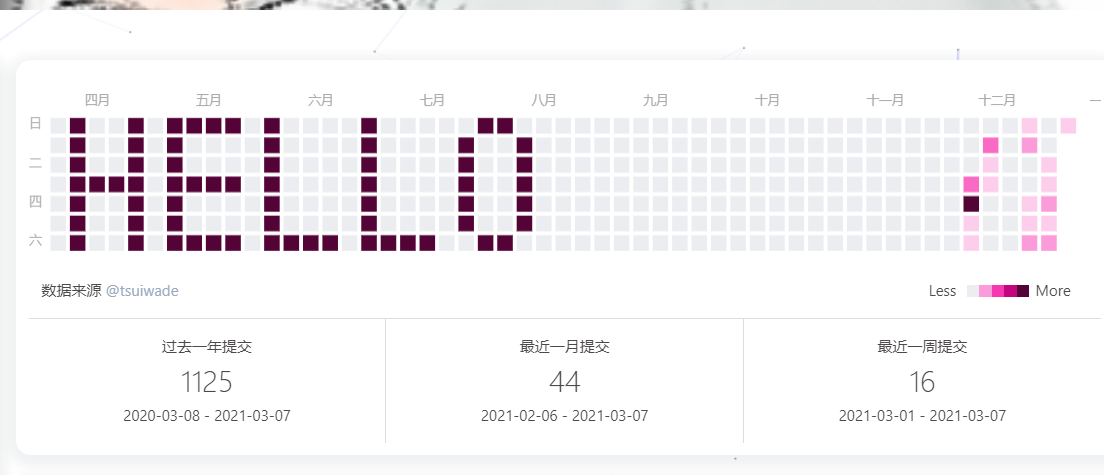 四月 五月 六月 七月 八月 九月 十月 十一月 十二月 一
日
二
四
六
HELLO
数据来源 @tsuiwade
Less More
过去一年提交 最近一月提交 最近一周提交
1125 44 16
2020-03-08 - 2021-03-07 2021-02-06 - 2021-03-07 2021-03-01 - 2021-03-07